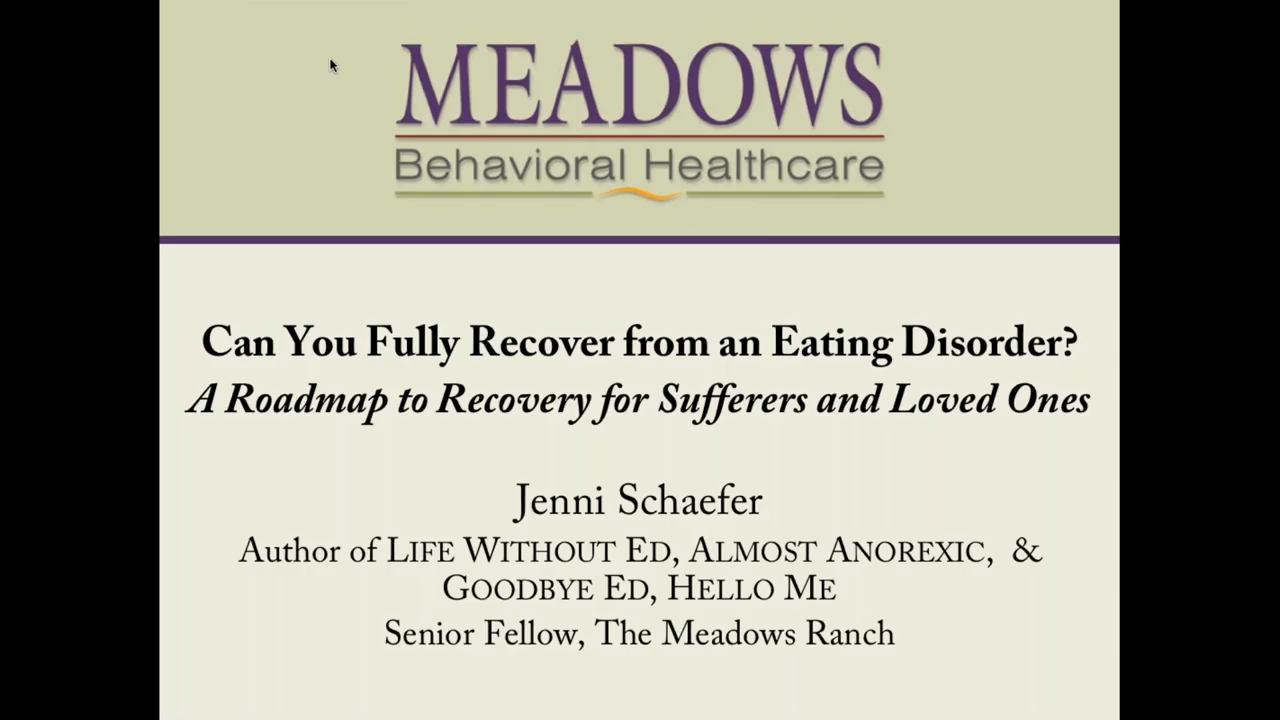 MEADOWS
Behavioral Healthcare
Can You Fully Recover from an Eating Disorder?
A Roadmap to Recovery for Sufferers and Loved Ones
Jenni Schaefer
Author of LIFE WITHOUT ED, ALMOST ANOREXIC, &
GOODBYE ED, HELLO ME
Senior Fellow, The Meadows Ranch